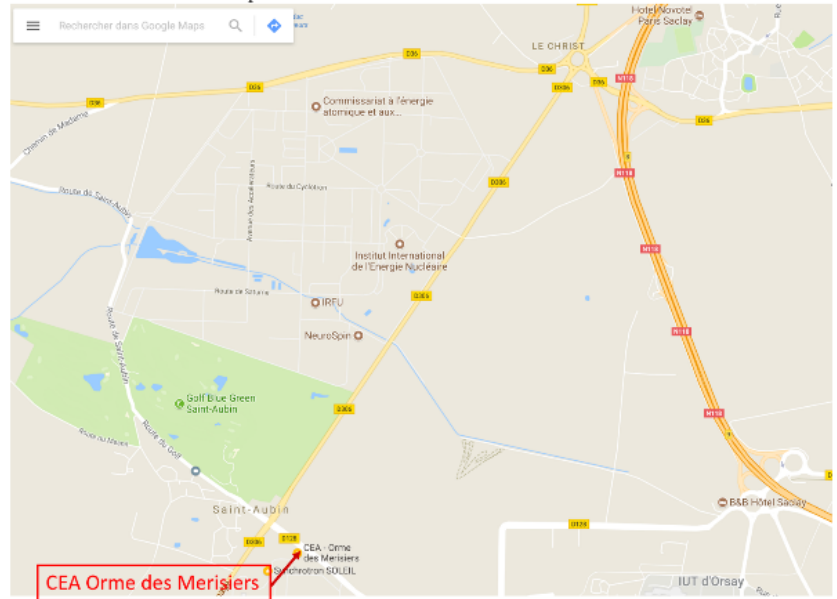 Rechercher dans Google Maps
Hotel Novotel
Paris Saclay
LE CHRIST
D36
D36
D36
D36
D36
D306
N118
D36
Commissariat à l'énergie
atomique et aux...
Chemin de Madame
4
N118
Route du Cyclotron
D306
Avenue des Accélérateurs
Route de Saint-Aubin
Institut International
de l'Energie Nucléaire
N118
Route de Saturne
D306
IRFU
NeuroSpin
N118
Route de Saint-Aubin
Golf Blue Green
Saint-Aubin
D306
N118
Route du Golf
B&B Hôtel Saclay
Saint-Aubin
D128
D128
D306
CEA - Orme
des Merisiers
Synchrotron SOLEIL
CEA Orme des Merisiers
IUT d'Orsay